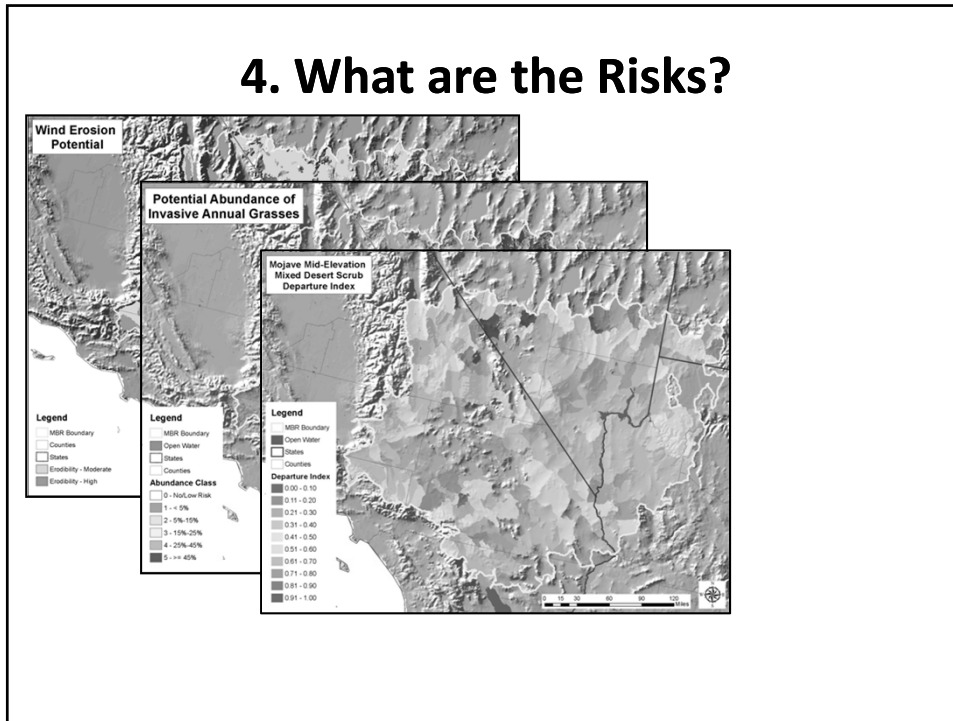 4. What are the Risks?
Wind Erosion
Potential
Legend
MBR Boundary
Counties
States
Erodibility - Moderate
Erodibility - High
Potential Abundance of
Invasive Annual Grasses
Legend
MBR Boundary
Open Water
States
Counties
Abundance Class
0 - No/Low Risk
1 - < 5%
2 - 5%-15%
3 - 15%-25%
4 - 25%-45%
5 - >= 45%
Mojave Mid-Elevation
Mixed Desert Scrub
Departure Index
Legend
MBR Boundary
Open Water
States
Counties
Departure Index
0.00 - 0.10
0.11 - 0.20
0.21 - 0.30
0.31 - 0.40
0.41 - 0.50
0.51 - 0.60
0.61 - 0.70
0.71 - 0.80
0.81 - 0.90
0.91 - 1.00
0 15 30 60 90 120
Miles